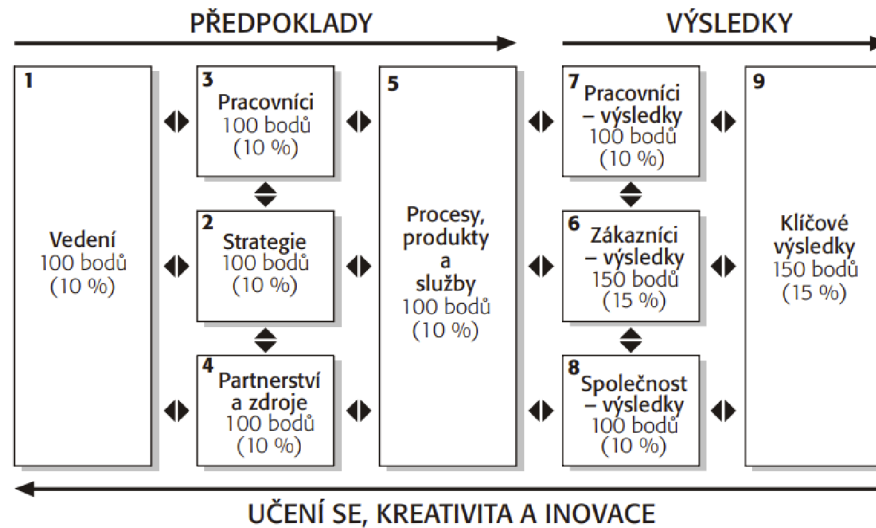 PŘEDPOKLADY
VÝSLEDKY
1
Vedení
100 bodů
(10 %)
3
Pracovníci
100 bodů
(10 %)
2
Strategie
100 bodů
(10 %)
4
Partnerství
a zdroje
100 bodů
(10 %)
5
Procesy,
produkty
a
služby
100 bodů
(10 %)
7
Pracovníci
– výsledky
100 bodů
(10 %)
6
Zákazníci
– výsledky
150 bodů
(15 %)
8
Společnost
– výsledky
100 bodů
(10 %)
9
Klíčové
výsledky
150 bodů
(15 %)
UČENÍ SE, KREATIVITA A INOVACE